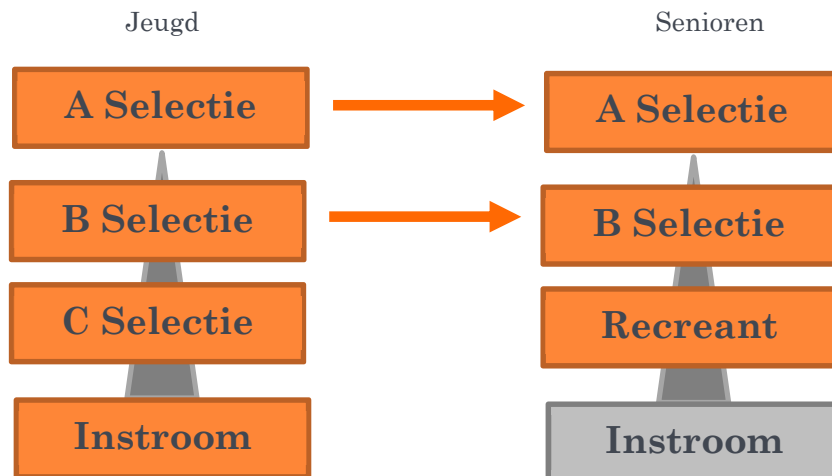 Jeugd
Senioren
A Selectie
A Selectie
B Selectie
B Selectie
C Selectie
Recreant
Instroom
Instroom